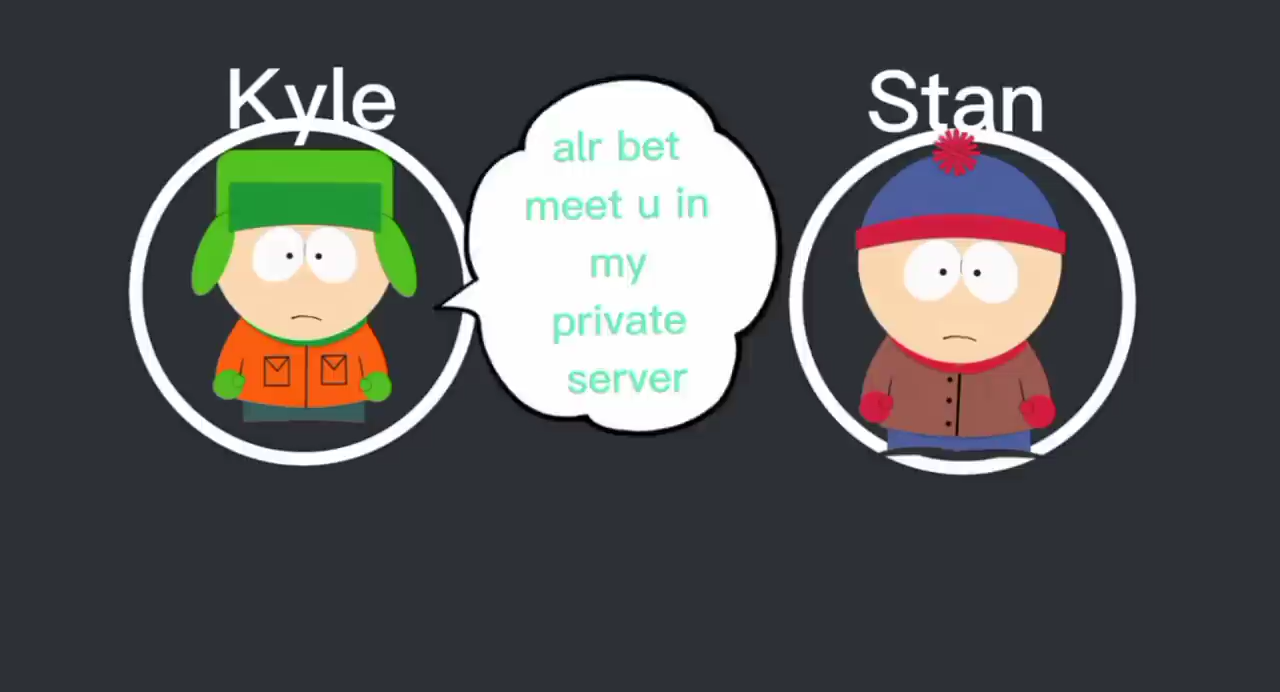 Kyle
Stan
alr bet
meet u in
my
private
server